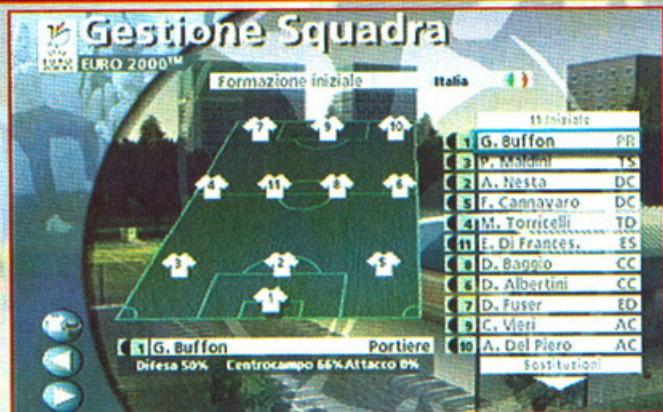 Gestione Squadra
EURO 2000™
Formazione iniziale Italia
7 9 10
4 11 8 6
3 2 5
1
1 G. Buffon Portiere
Difesa 50% Centrocampo 66% Attacco 0%
11 Iniziale
1 G. Buffon PR
3 P. Maldini TS
2 A. Nesta DC
5 F. Cannavaro DC
4 M. Torricelli TD
11 E. Di Frances. ES
8 D. Baggio CC
6 D. Albertini CC
7 D. Fuser ED
9 C. Vieri AC
10 A. Del Piero AC
Sostituzioni